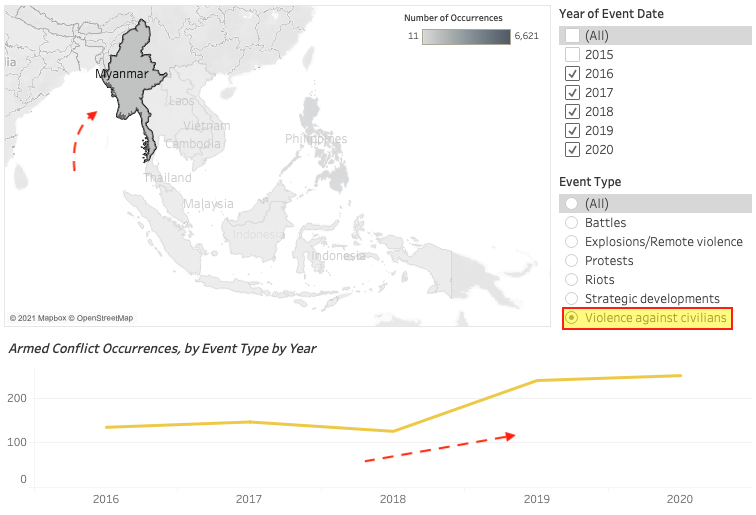 Number of Occurrences
11
6,621
ia
Myanmar
Laos
Vietnam
Cambodia
Thailand
Philippines
Malaysia
Indonesia
Indonesia
© 2021 Mapbox © OpenStreetMap
Year of Event Date
(All)
2015
2016
2017
2018
2019
2020
Event Type
(All)
Battles
Explosions/Remote violence
Protests
Riots
Strategic developments
Violence against civilians
Armed Conflict Occurrences, by Event Type by Year
200
100
0
2016 2017 2018 2019 2020